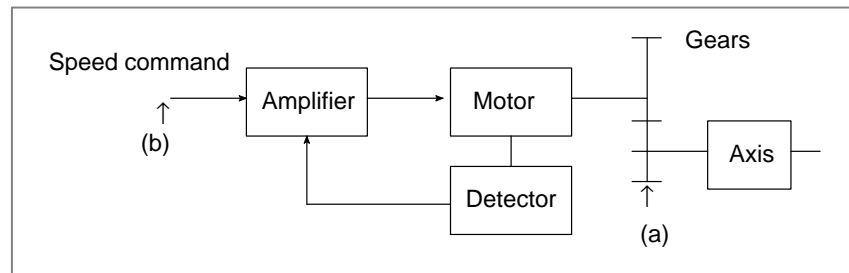 Gears
Speed command
Amplifier
Motor
(b)
Axis
Detector
(a)